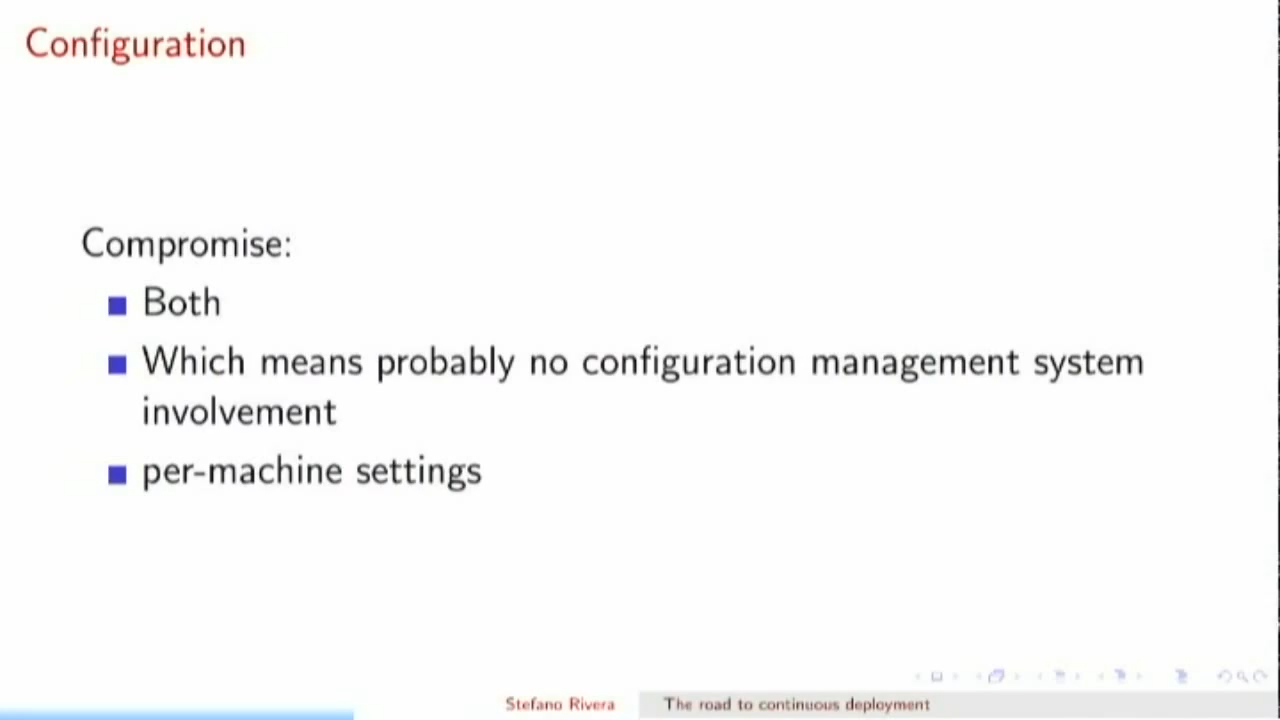 Configuration
Compromise:
Both
Which means probably no configuration management system
involvement
per-machine settings
Stefano Rivera
The road to continuous deployment